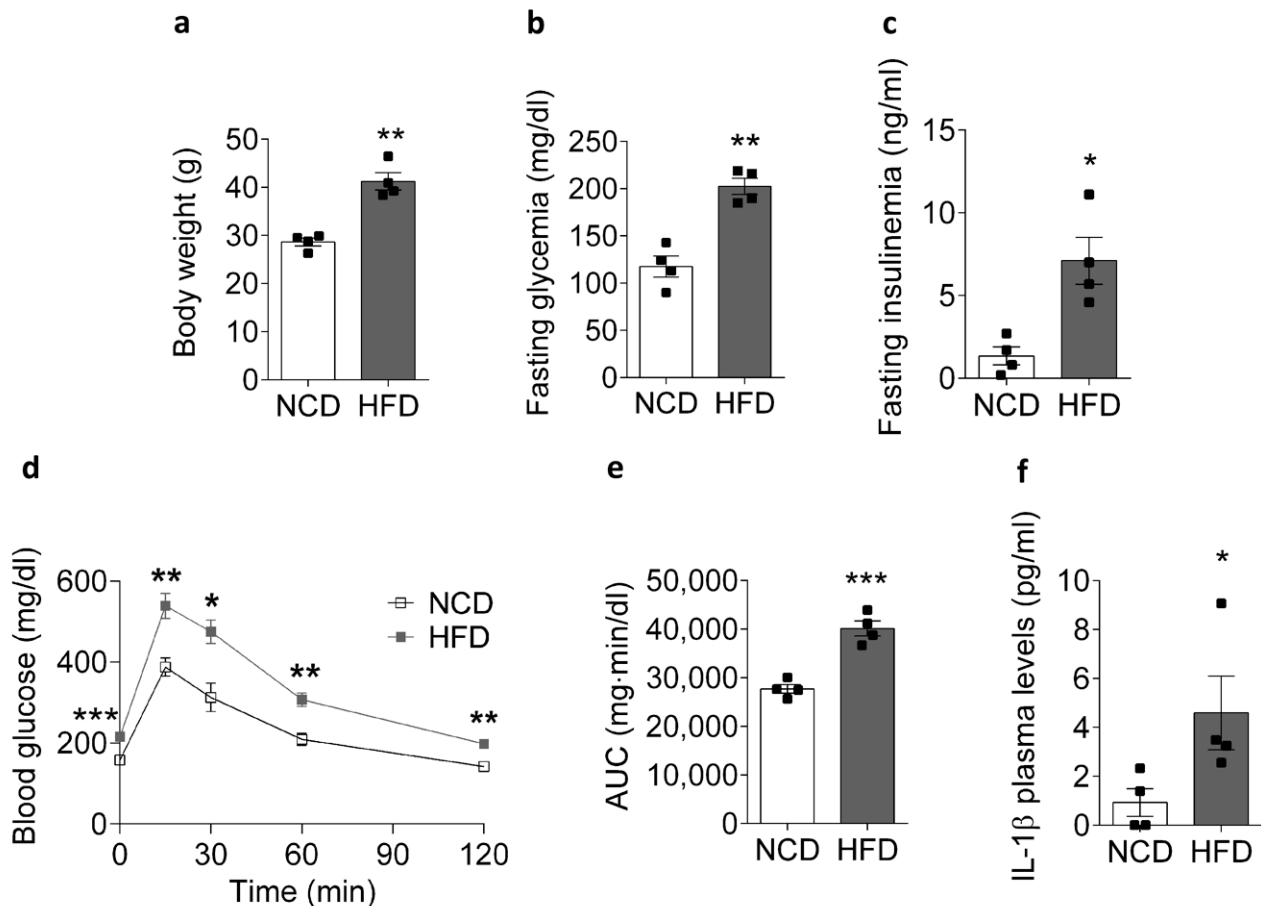 a
Body weight (g)
50
40
30
20
10
0
**
NCD HFD
b
Fasting glycemia (mg/dl)
250
200
150
100
50
0
**
NCD HFD
c
Fasting insulinemia (ng/ml)
15
10
5
0
*
NCD HFD
d
Blood glucose (mg/dl)
600
400
200
0
***
**
*
**
**
NCD
HFD
0 30 60 90 120
Time (min)
e
AUC (mg·min/dl)
50,000
40,000
30,000
20,000
10,000
0
***
NCD HFD
f
IL-1β plasma levels (pg/ml)
10
8
6
4
2
0
*
NCD HFD